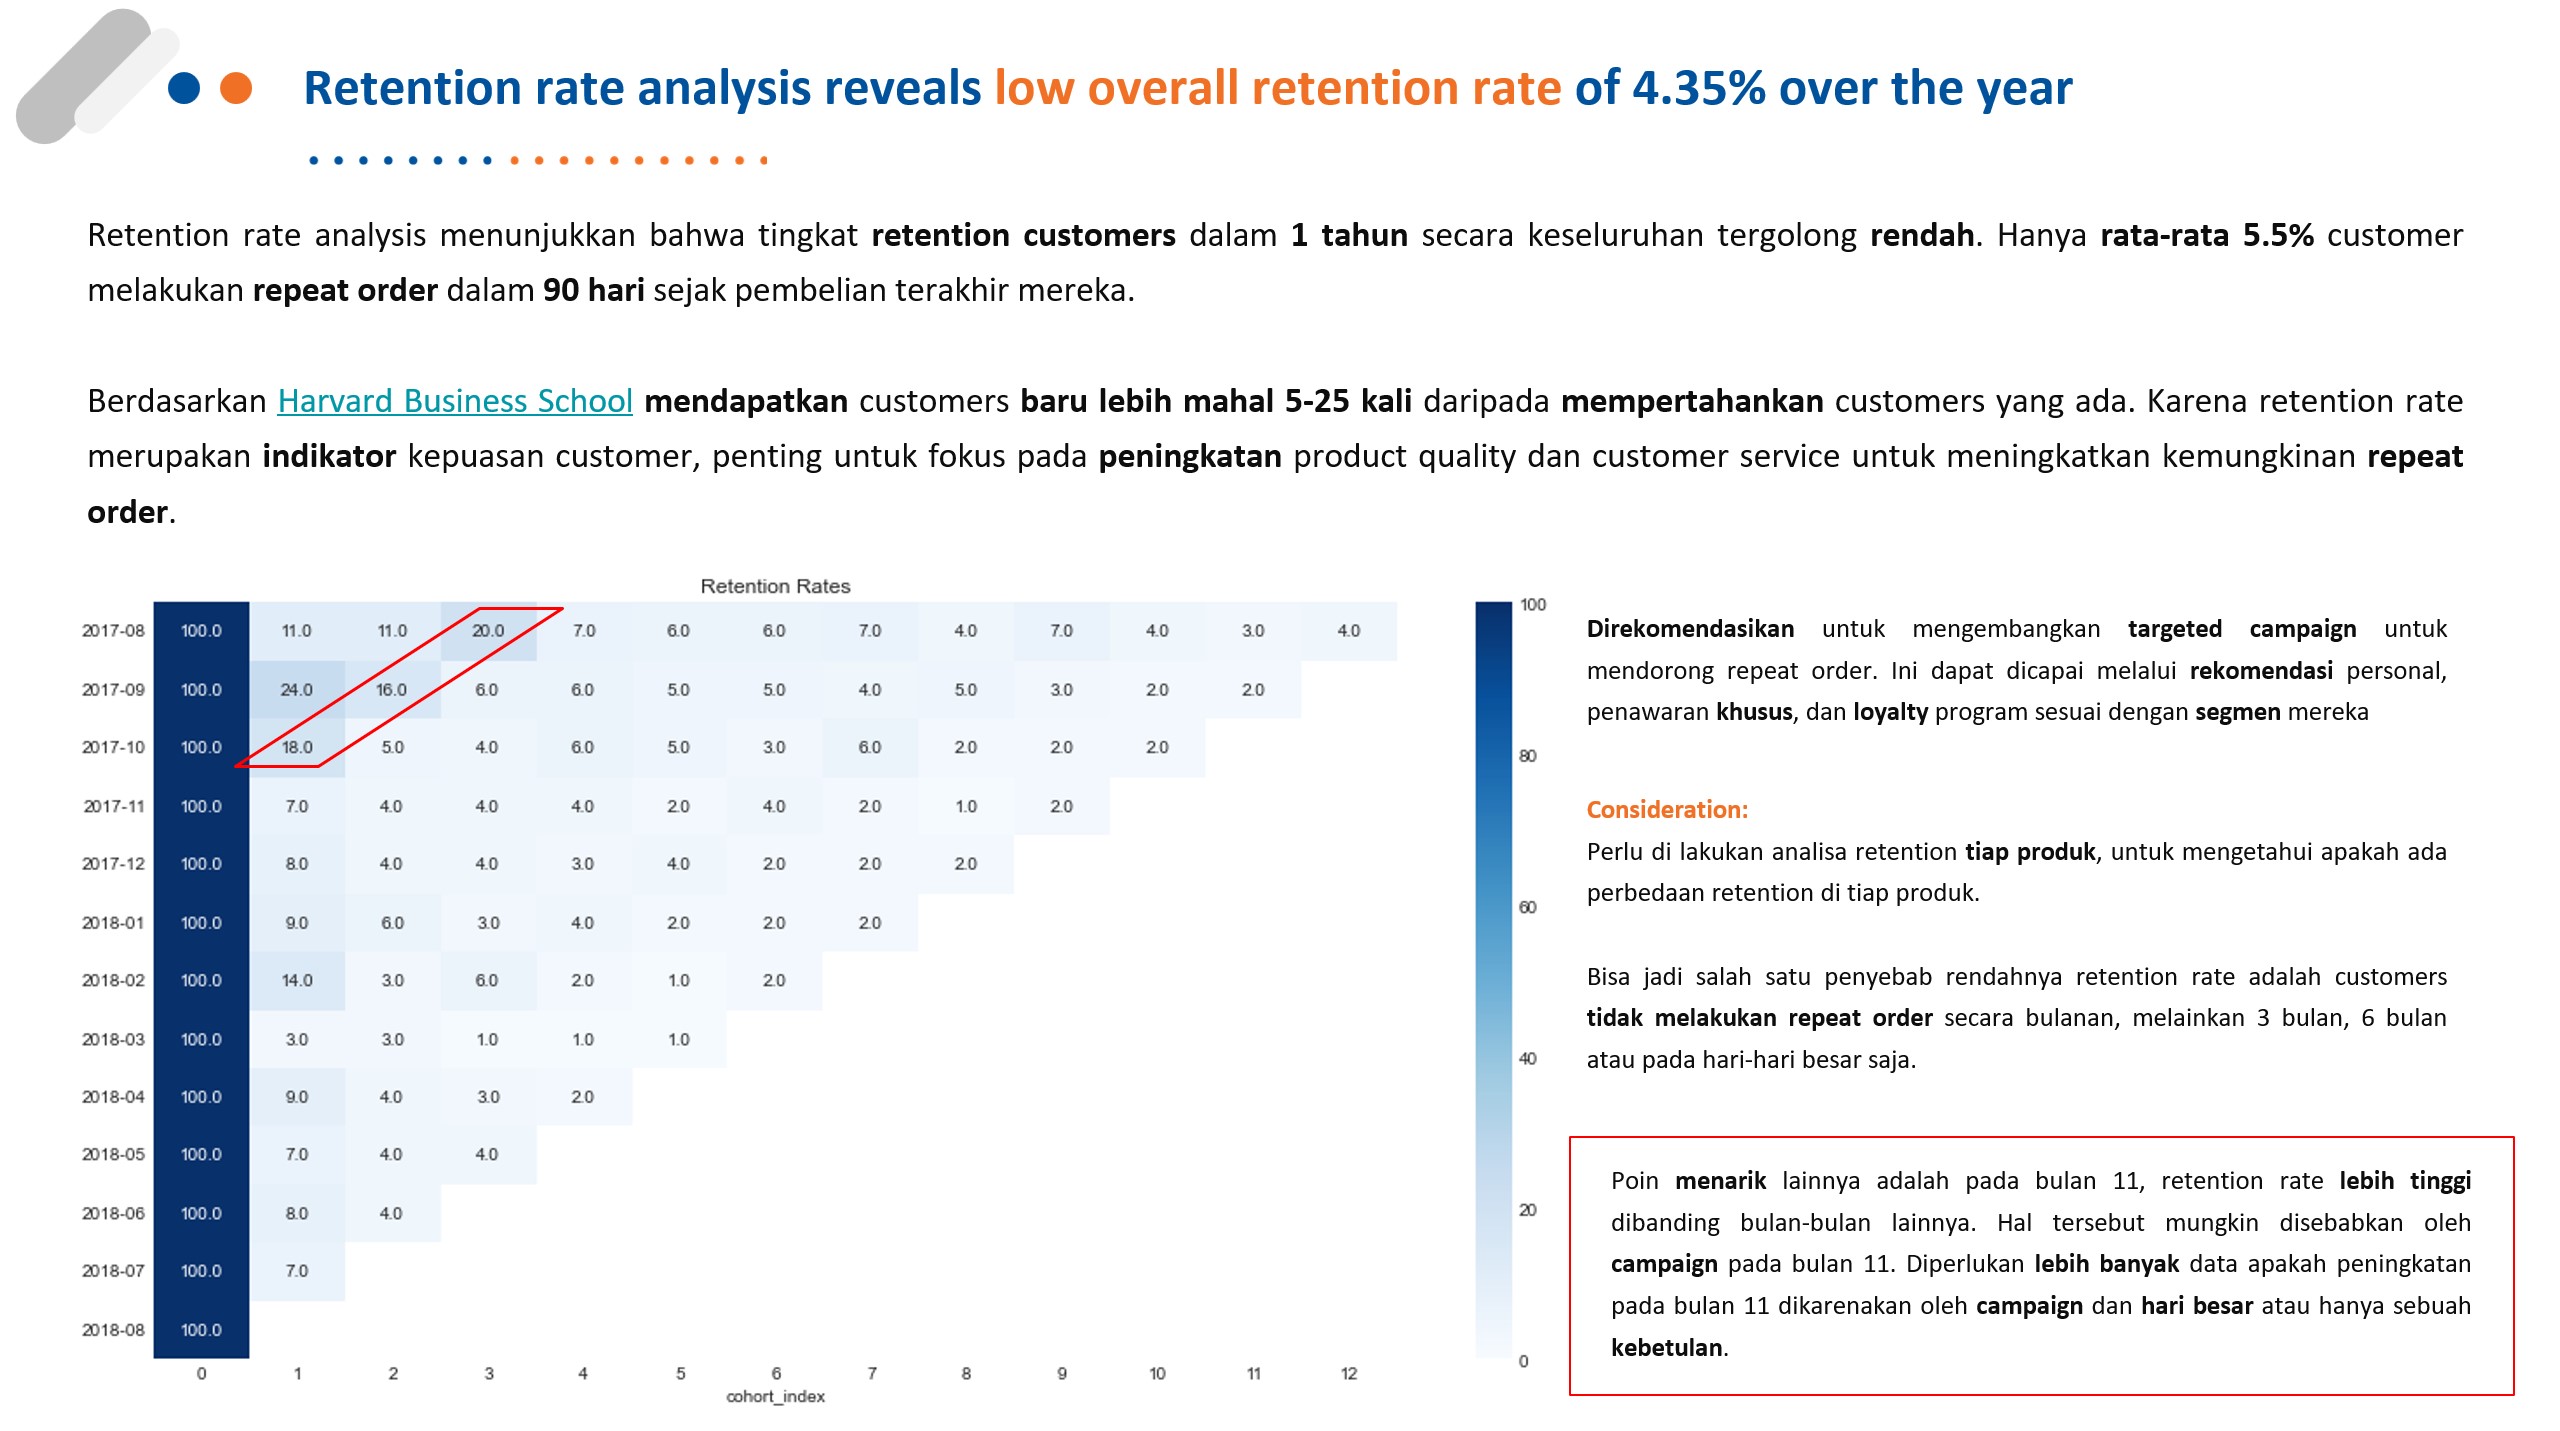 Retention rate analysis reveals low overall retention rate of 4.35% over the year
Retention rate analysis menunjukkan bahwa tingkat retention customers dalam 1 tahun secara keseluruhan tergolong rendah. Hanya rata-rata 5.5% customer
melakukan repeat order dalam 90 hari sejak pembelian terakhir mereka.
Berdasarkan Harvard Business School mendapatkan customers baru lebih mahal 5-25 kali daripada mempertahankan customers yang ada. Karena retention rate
merupakan indikator kepuasan customer, penting untuk fokus pada peningkatan product quality dan customer service untuk meningkatkan kemungkinan repeat
order.
Retention Rates
2017-08 100.0 11.0 11.0 20.0 7.0 6.0 6.0 7.0 4.0 7.0 4.0 3.0 4.0
2017-09 100.0 24.0 16.0 6.0 6.0 5.0 5.0 4.0 5.0 3.0 2.0 2.0
2017-10 100.0 18.0 5.0 4.0 6.0 5.0 3.0 6.0 2.0 2.0 2.0
2017-11 100.0 7.0 4.0 4.0 4.0 2.0 4.0 2.0 1.0 2.0
2017-12 100.0 8.0 4.0 4.0 3.0 4.0 2.0 2.0 2.0
2018-01 100.0 9.0 6.0 3.0 4.0 2.0 2.0 2.0
2018-02 100.0 14.0 3.0 6.0 2.0 1.0 2.0
2018-03 100.0 3.0 3.0 1.0 1.0 1.0
2018-04 100.0 9.0 4.0 3.0 2.0
2018-05 100.0 7.0 4.0 4.0
2018-06 100.0 8.0 4.0
2018-07 100.0 7.0
2018-08 100.0
0 1 2 3 4 5 6 7 8 9 10 11 12
cohort_index
100
80
60
40
20
0
Direkomendasikan untuk mengembangkan targeted campaign untuk
mendorong repeat order. Ini dapat dicapai melalui rekomendasi personal,
penawaran khusus, dan loyalty program sesuai dengan segmen mereka
Consideration:
Perlu di lakukan analisa retention tiap produk, untuk mengetahui apakah ada
perbedaan retention di tiap produk.
Bisa jadi salah satu penyebab rendahnya retention rate adalah customers
tidak melakukan repeat order secara bulanan, melainkan 3 bulan, 6 bulan
atau pada hari-hari besar saja.
Poin menarik lainnya adalah pada bulan 11, retention rate lebih tinggi
dibanding bulan-bulan lainnya. Hal tersebut mungkin disebabkan oleh
campaign pada bulan 11. Diperlukan lebih banyak data apakah peningkatan
pada bulan 11 dikarenakan oleh campaign dan hari besar atau hanya sebuah
kebetulan.